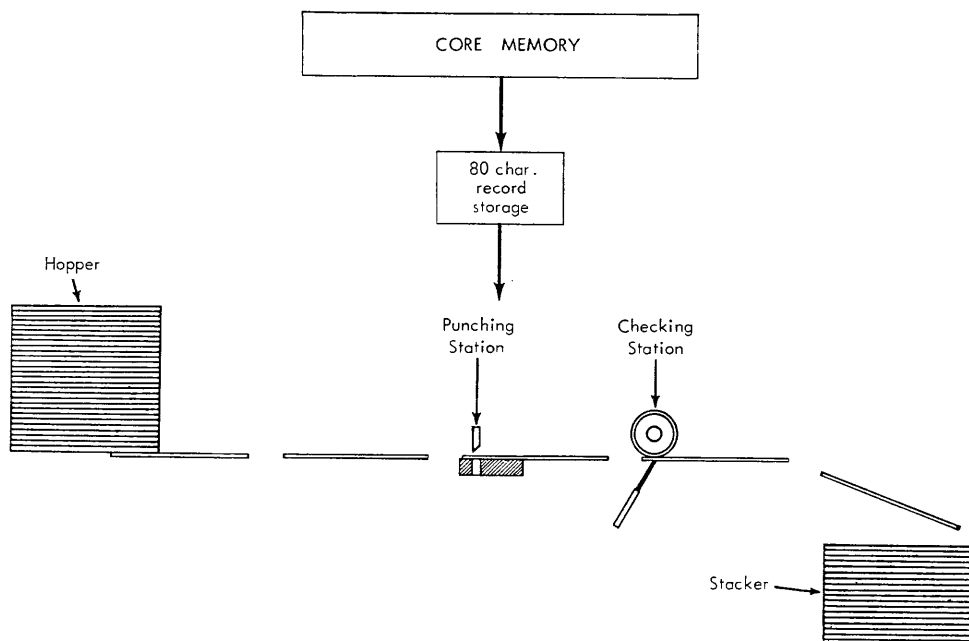 CORE MEMORY
80 char.
record
storage
Hopper
Punching
Station
Checking
Station
Stacker